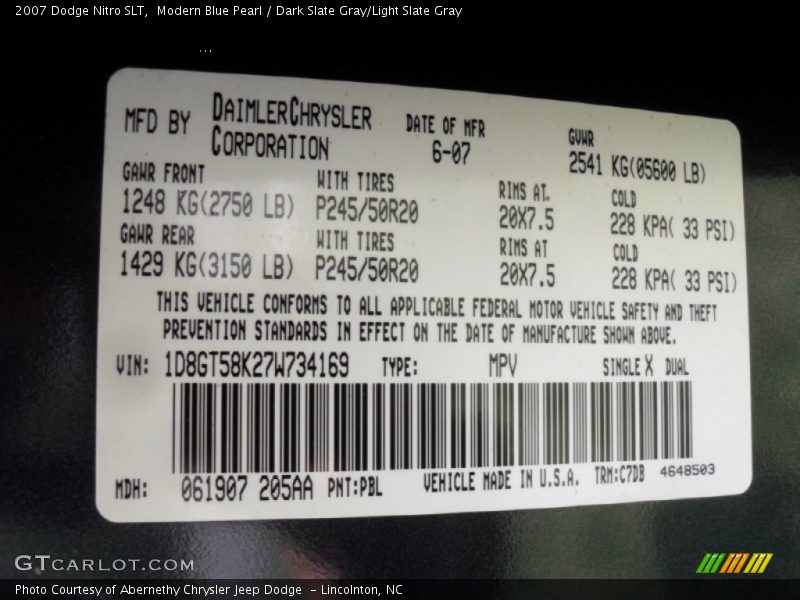 2007 Dodge Nitro SLT,  Modern Blue Pearl / Dark Slate Gray/Light Slate Gray
...
MFD BY DAIMLERCHRYSLER CORPORATION
DATE OF MFR 6-07
GVWR 2541 KG(05600 LB)
GAWR FRONT WITH TIRES RIMS AT. COLD
1248 KG(2750 LB) P245/50R20 20X7.5 228 KPA( 33 PSI)
GAWR REAR WITH TIRES RIMS AT COLD
1429 KG(3150 LB) P245/50R20 20X7.5 228 KPA( 33 PSI)
THIS VEHICLE CONFORMS TO ALL APPLICABLE FEDERAL MOTOR VEHICLE SAFETY AND THEFT
PREVENTION STANDARDS IN EFFECT ON THE DATE OF MANUFACTURE SHOWN ABOVE.
VIN: 1D8GT58K27W734169 TYPE: MPV SINGLE X DUAL
MDH: 061907 205AA PNT:PBL VEHICLE MADE IN U.S.A. TRM:C7DB 4648503
GTCARLOT.COM
Photo Courtesy of Abernethy Chrysler Jeep Dodge  - Lincolnton, NC